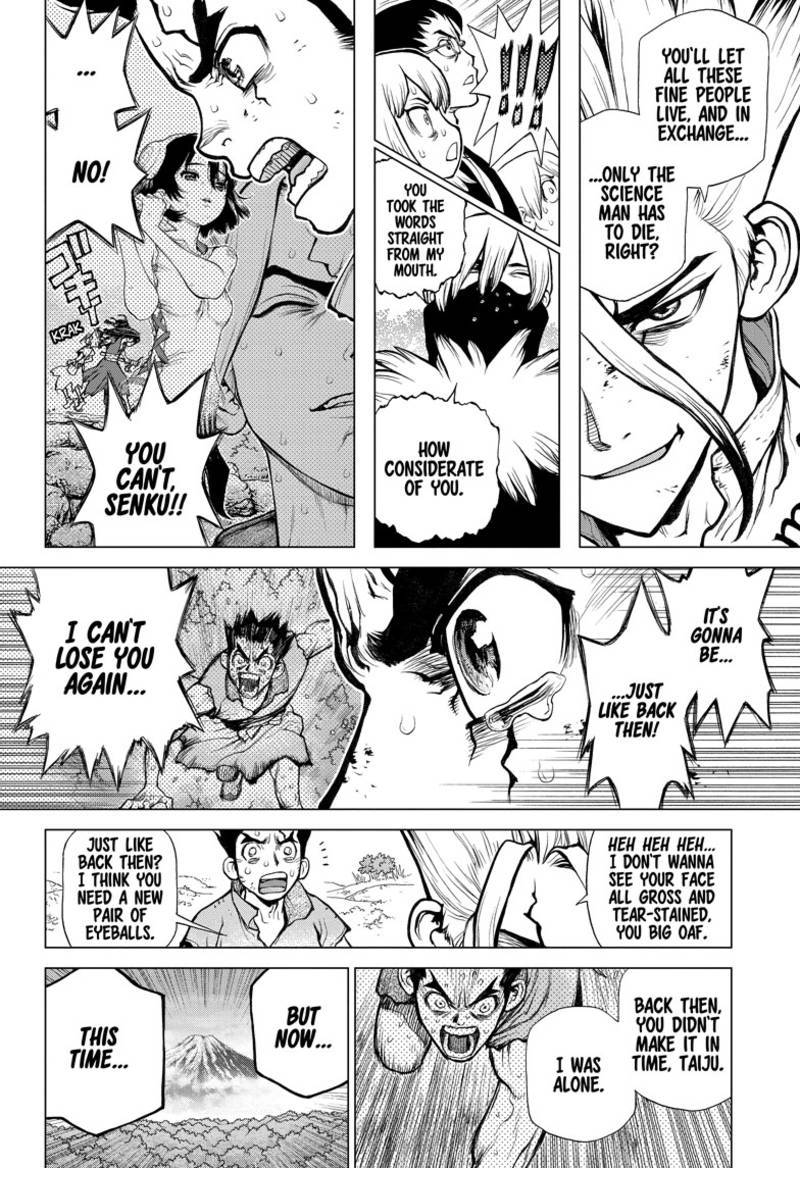 YOU'LL LET
ALL THESE
FINE PEOPLE
LIVE, AND IN
EXCHANGE...
...ONLY THE
SCIENCE
MAN HAS
TO DIE,
RIGHT?
!!!
YOU
TOOK THE
WORDS
STRAIGHT
FROM MY
MOUTH.
HOW
CONSIDERATE
OF YOU.
...
NO!
ゴキャ
KRAK
YOU
CAN'T,
SENKU!!
IT'S
GONNA
BE...
...JUST
LIKE BACK
THEN!
I CAN'T
LOSE YOU
AGAIN...
HEH HEH HEH...
I DON'T WANNA
SEE YOUR FACE
ALL GROSS AND
TEAR-STAINED,
YOU BIG OAF.
JUST LIKE
BACK THEN?
I THINK YOU
NEED A NEW
PAIR OF
EYEBALLS.
BACK THEN,
YOU DIDN'T
MAKE IT IN
TIME, TAIJU.
I WAS
ALONE.
BUT
NOW...
THIS
TIME...